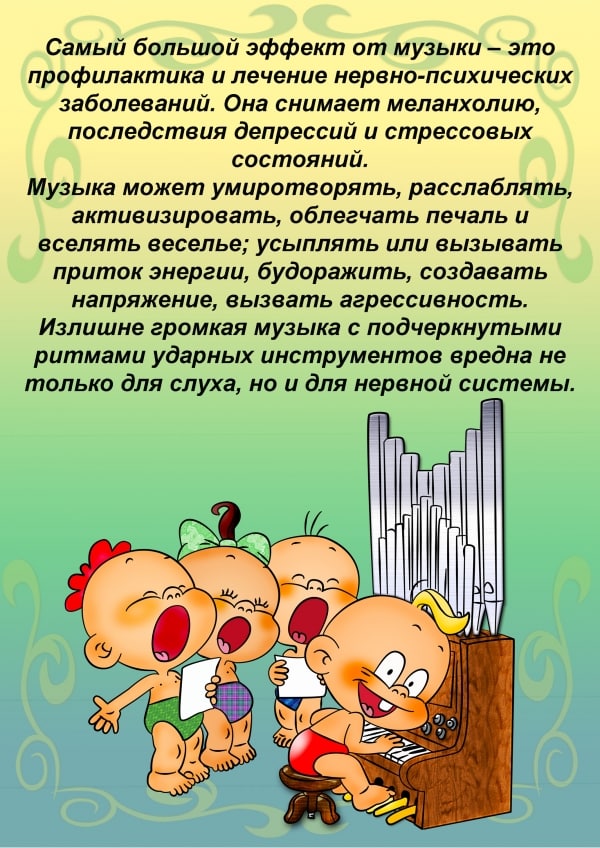 Самый большой эффект от музыки – это
профилактика и лечение нервно-психических
заболеваний. Она снимает меланхолию,
последствия депрессий и стрессовых
состояний.
Музыка может умиротворять, расслаблять,
активизировать, облегчать печаль и
вселять веселье; усыплять или вызывать
приток энергии, будоражить, создавать
напряжение, вызвать агрессивность.
Излишне громкая музыка с подчеркнутыми
ритмами ударных инструментов вредна не
только для слуха, но и для нервной системы.